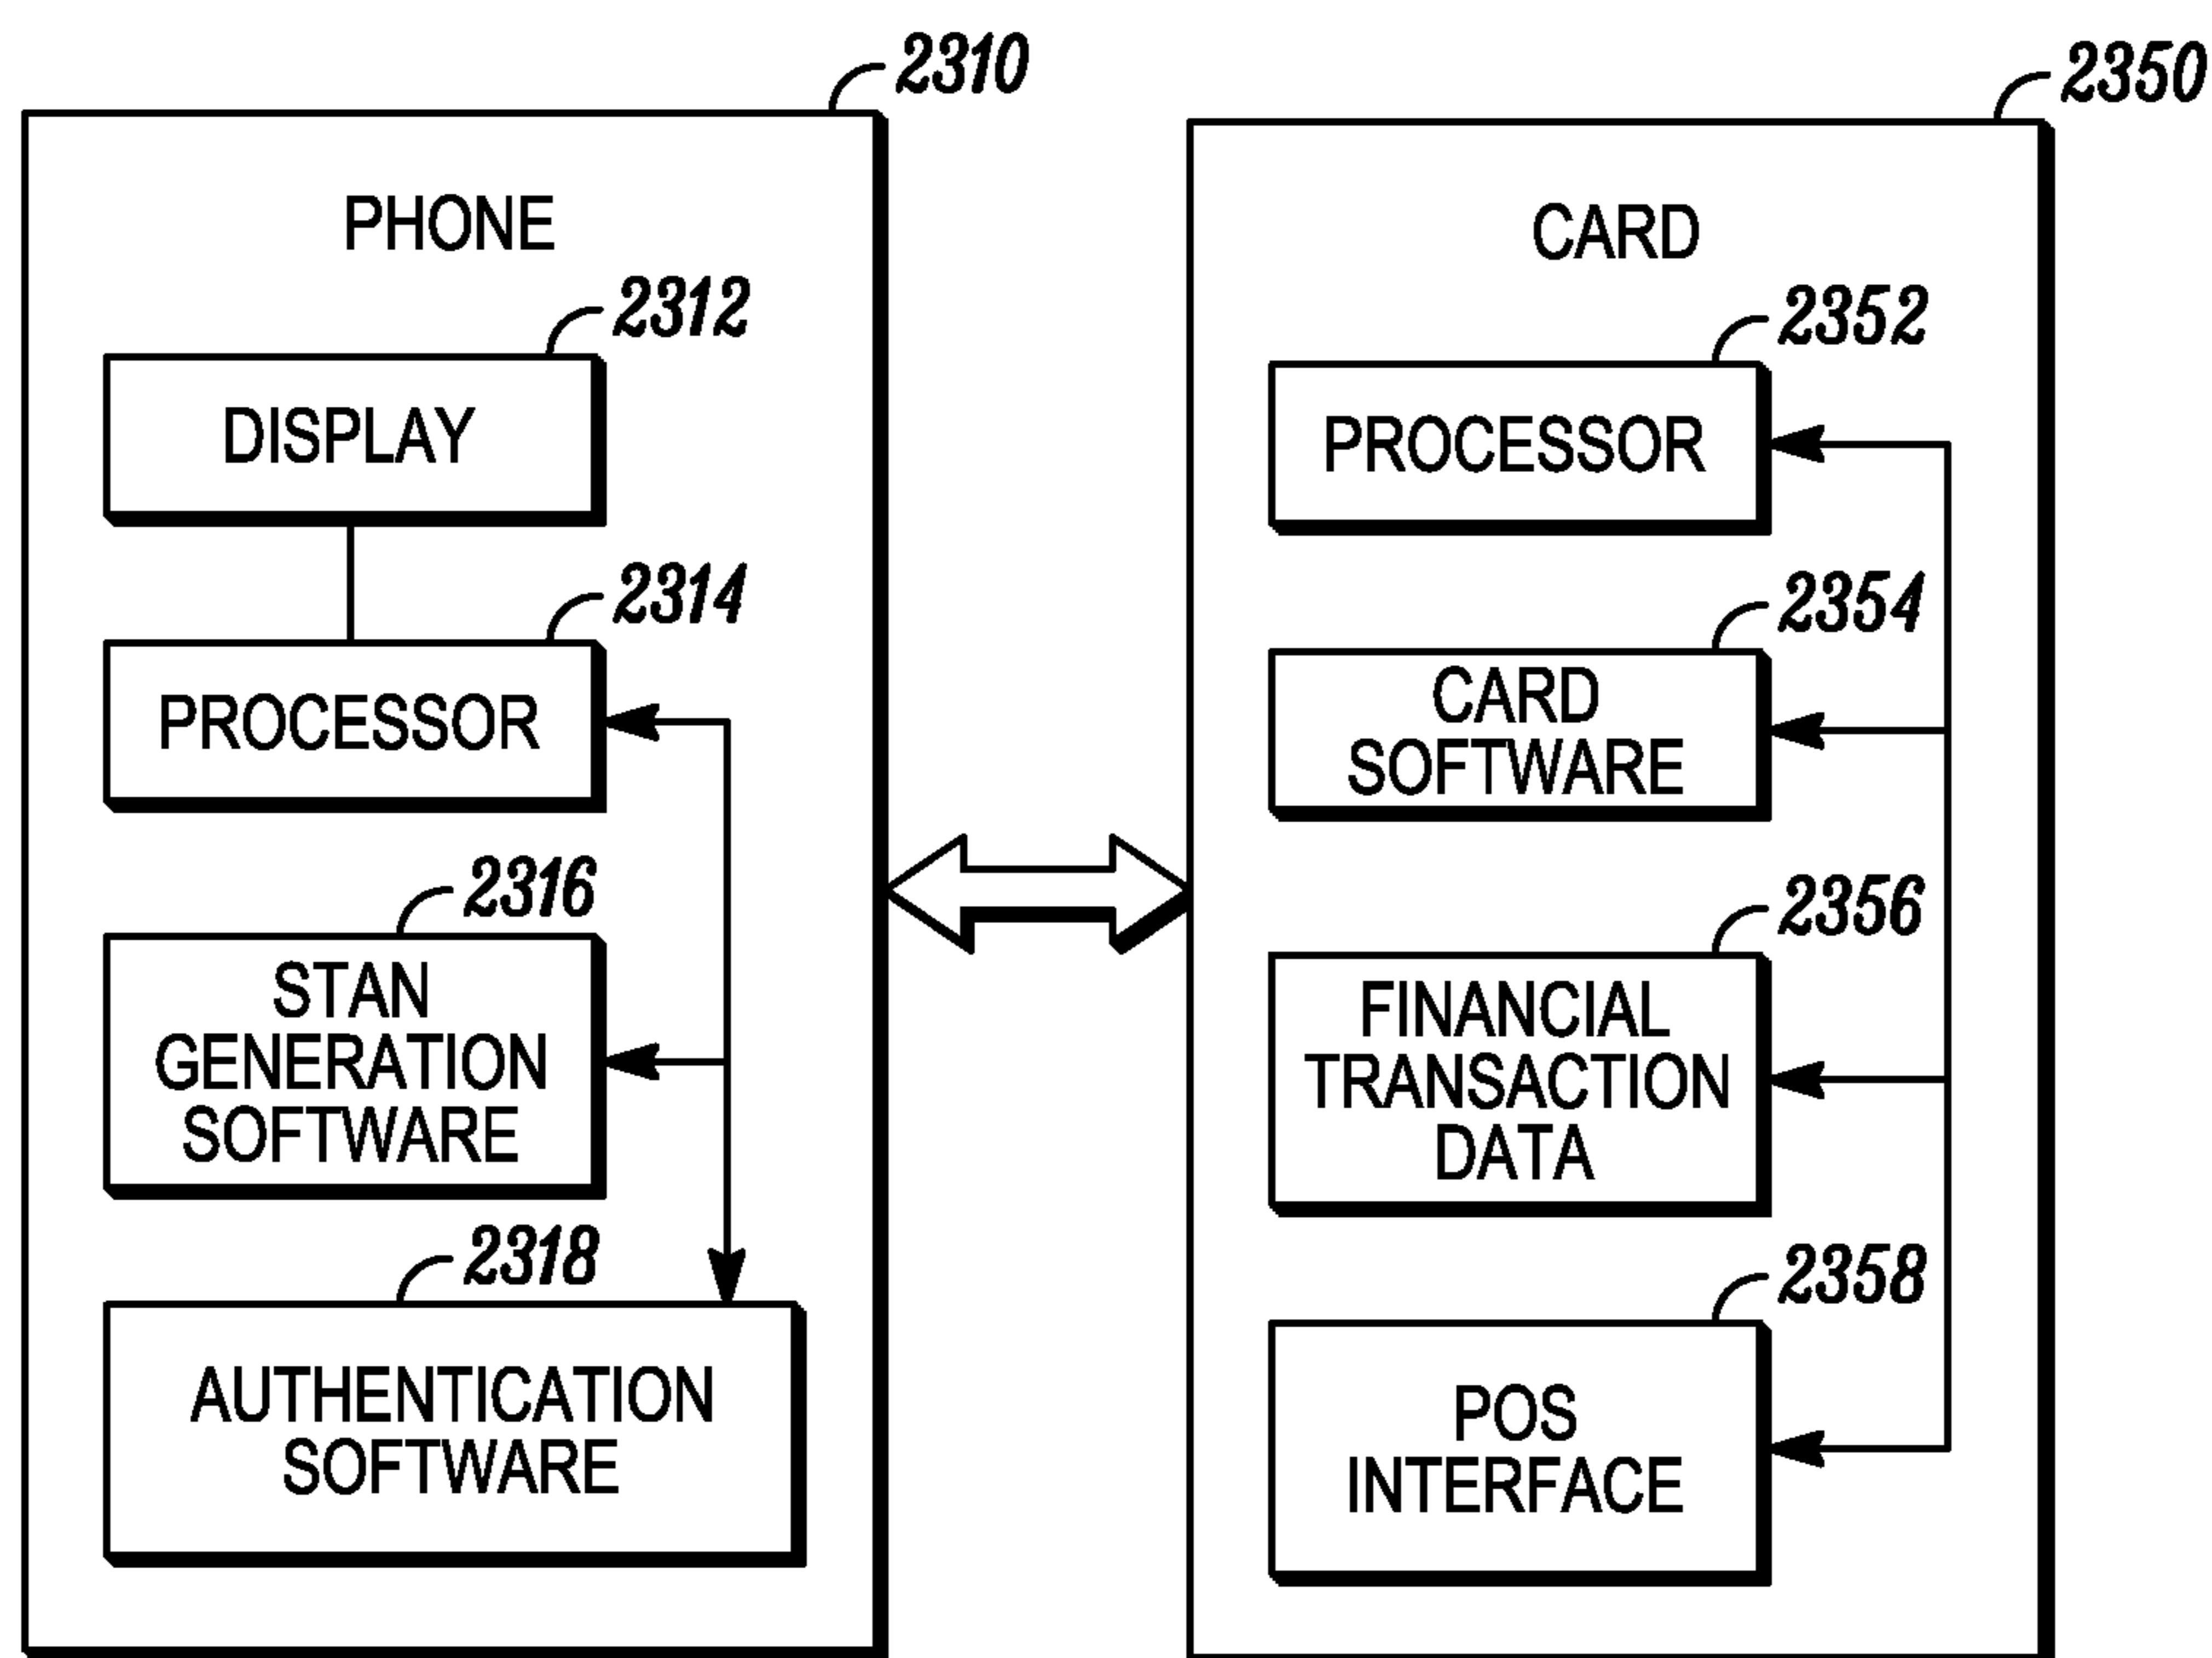 2310
PHONE
2312
DISPLAY
2314
PROCESSOR
2316
STAN
GENERATION
SOFTWARE
2318
AUTHENTICATION
SOFTWARE
2350
CARD
2352
PROCESSOR
2354
CARD
SOFTWARE
2356
FINANCIAL
TRANSACTION
DATA
2358
POS
INTERFACE